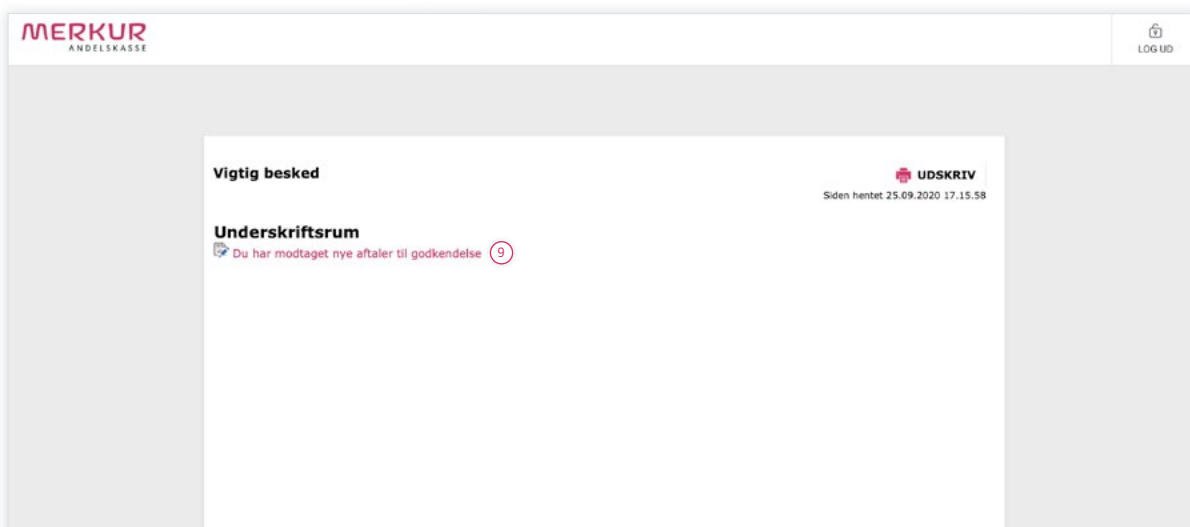 MERKUR
ANDELSKASSE
LOG UD
Vigtig besked
UDSKRIV
Siden hentet 25.09.2020 17.15.58
Underskriftsrum
Du har modtaget nye aftaler til godkendelse 9